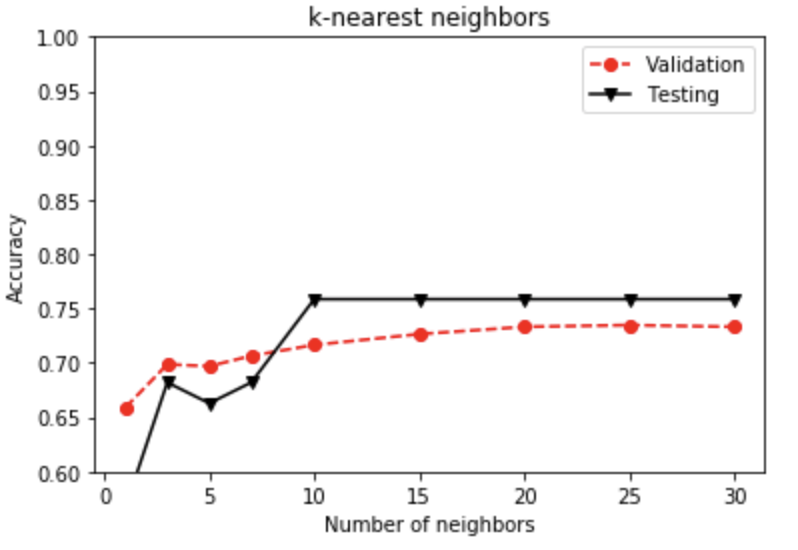 k-nearest neighbors
1.00
0.95
0.90
0.85
0.80
0.75
0.70
0.65
0.60
Accuracy
Validation
Testing
0 5 10 15 20 25 30
Number of neighbors